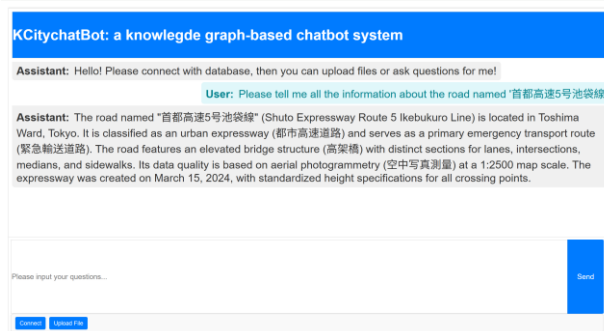 KCitychatBot: a knowlegde graph-based chatbot system
Assistant: Hello! Please connect with database, then you can upload files or ask questions for me!
User: Please tell me all the information about the road named '首都高速5号池袋線
Assistant: The road named "首都高速5号池袋線" (Shuto Expressway Route 5 Ikebukuro Line) is located in Toshima
Ward, Tokyo. It is classified as an urban expressway (都市高速道路) and serves as a primary emergency transport route
(緊急輸送道路). The road features an elevated bridge structure (高架橋) with distinct sections for lanes, intersections,
medians, and sidewalks. Its data quality is based on aerial photogrammetry (空中写真測量) at a 1:2500 map scale. The
expressway was created on March 15, 2024, with standardized height specifications for all crossing points.
Please input your questions...
Send
Connect Upload File